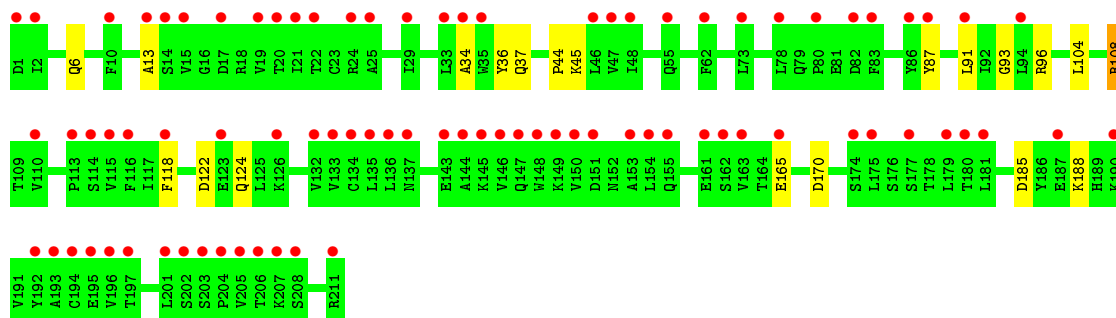 D1 I2 Q6 F10 A13 S14 V15 G16 D17 R18 V19 T20 I21 T22 C23 R24 A25 I29 L33 A34 W35 Y36 Q37 P44 K45 L46 V47 I48 Q55 F62 L73 L78 Q79 P80 E81 D82 F83 Y86 Y87 L91 I92 G93 L94 R96 L104 R108
T109 V110 P113 S114 V115 F116 I117 F118 D122 E123 Q124 L125 K126 V132 V133 C134 L135 L136 N137 E143 A144 K145 V146 Q147 W148 K149 V150 D151 N152 A153 L154 Q155 E161 S162 V163 T164 E165 D170 S174 L175 S176 S177 T178 L179 T180 L181 D185 Y186 E187 K188 H189 K190
V191 Y192 A193 C194 E195 V196 T197 L201 S202 S203 P204 V205 T206 K207 S208 R211